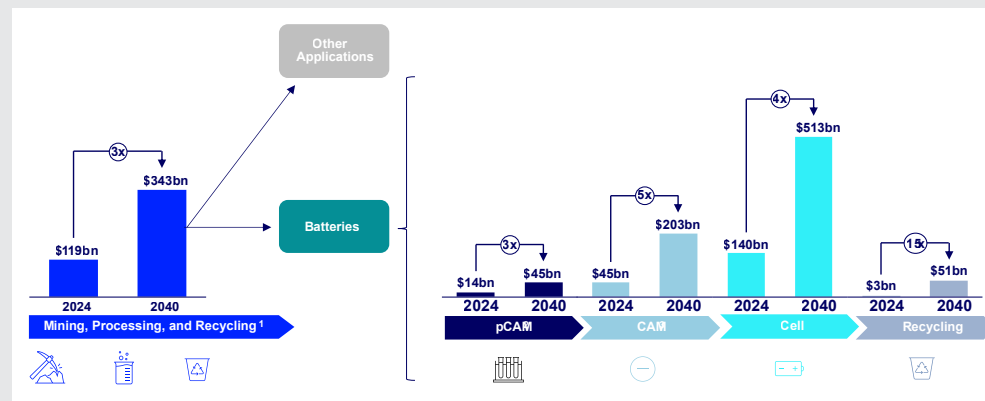 Other
Applications
Batteries
3x
$343bn
$119bn
2024 2040
Mining, Processing, and Recycling 1
3x
$14bn
$45bn
2024 2040
pCAM
5x
$45bn
$203bn
2024 2040
CAM
4x
$140bn
$513bn
2024 2040
Cell
15x
$3bn
$51bn
2024 2040
Recycling